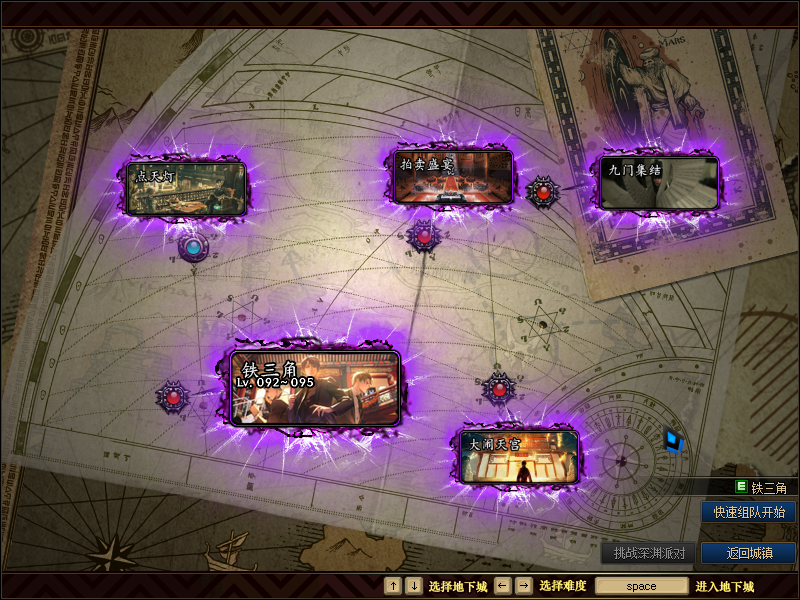 MARS
点天灯
拍卖盛宴
九门集结
铁三角
Lv. 092~095
大闹天宫
E 铁三角
快速组队开始
挑战深渊派对
返回城镇
↑ ↓ 选择地下城 ← → 选择难度 space 进入地下城